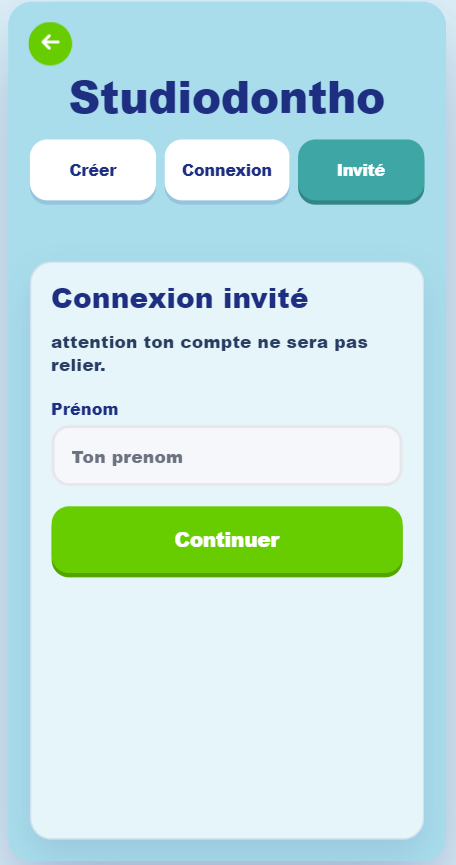 Studiodontho
Créer
Connexion
Invité
Connexion invité
attention ton compte ne sera pas
relier.
Prénom
Ton prenom
Continuer